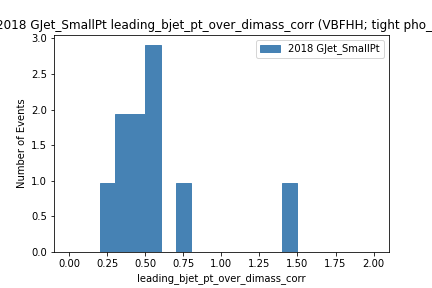 2018 GJet_SmallPt leading_bjet_pt_over_dimass_corr (VBFHH; tight pho_
2018 GJet_SmallPt
Number of Events
3.0
2.5
2.0
1.5
1.0
0.5
0.0
0.00 0.25 0.50 0.75 1.00 1.25 1.50 1.75 2.00
leading_bjet_pt_over_dimass_corr